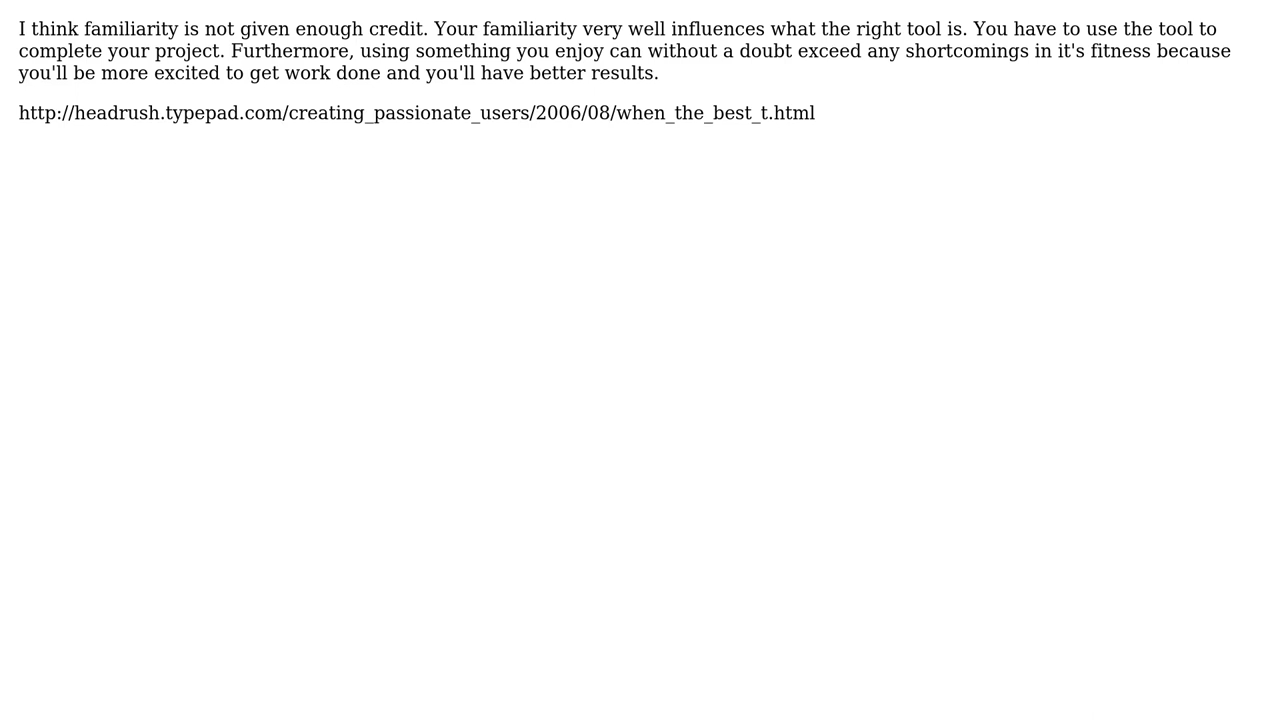 I think familiarity is not given enough credit. Your familiarity very well influences what the right tool is. You have to use the tool to
complete your project. Furthermore, using something you enjoy can without a doubt exceed any shortcomings in it's fitness because
you'll be more excited to get work done and you'll have better results.
http://headrush.typepad.com/creating_passionate_users/2006/08/when_the_best_t.html